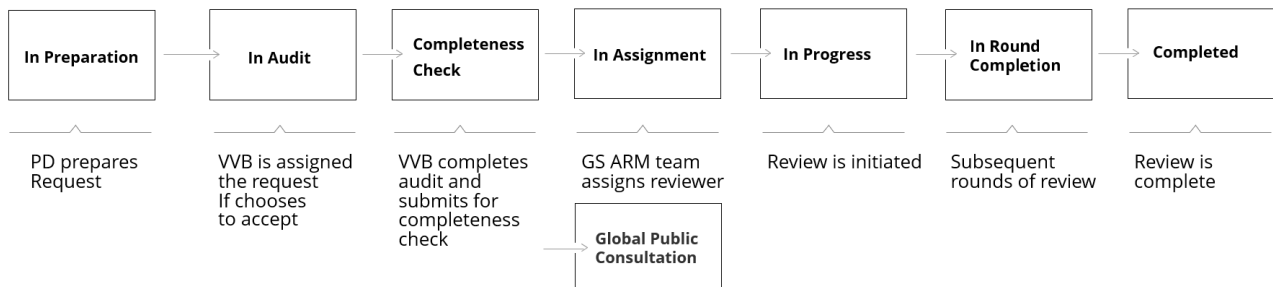 In Preparation
In Audit
Completeness
Check
In Assignment
In Progress
In Round
Completion
Completed
PD prepares
Request
VVB is assigned
the request
If chooses
to accept
VVB completes
audit and
submits for
completeness
check
GS ARM team
assigns reviewer
Review is initiated
Subsequent
rounds of review
Review is
complete
Global Public
Consultation